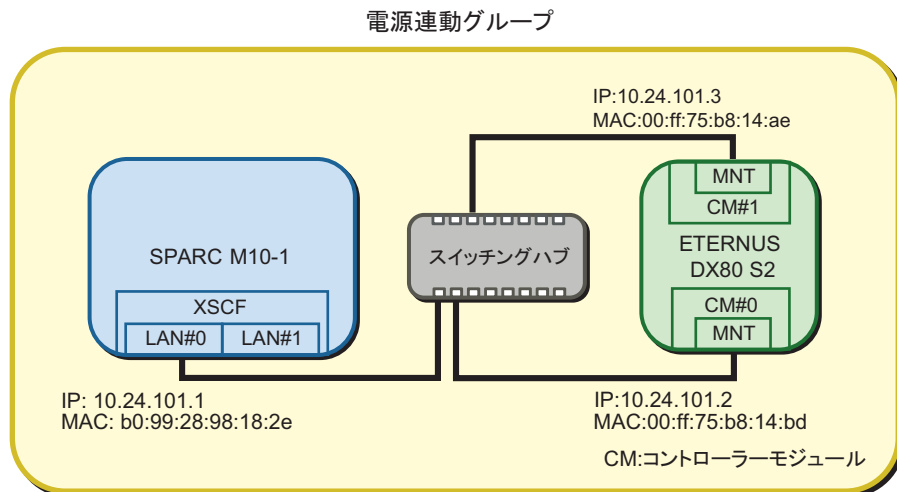 電源連動グループ
IP:10.24.101.3
MAC:00:ff:75:b8:14:ae
MNT
CM#1
SPARC M10-1
スイッチングハブ
ETERNUS
DX80 S2
XSCF
CM#0
LAN#0 LAN#1
MNT
IP: 10.24.101.1
MAC: b0:99:28:98:18:2e
IP:10.24.101.2
MAC:00:ff:75:b8:14:bd
CM:コントローラーモジュール